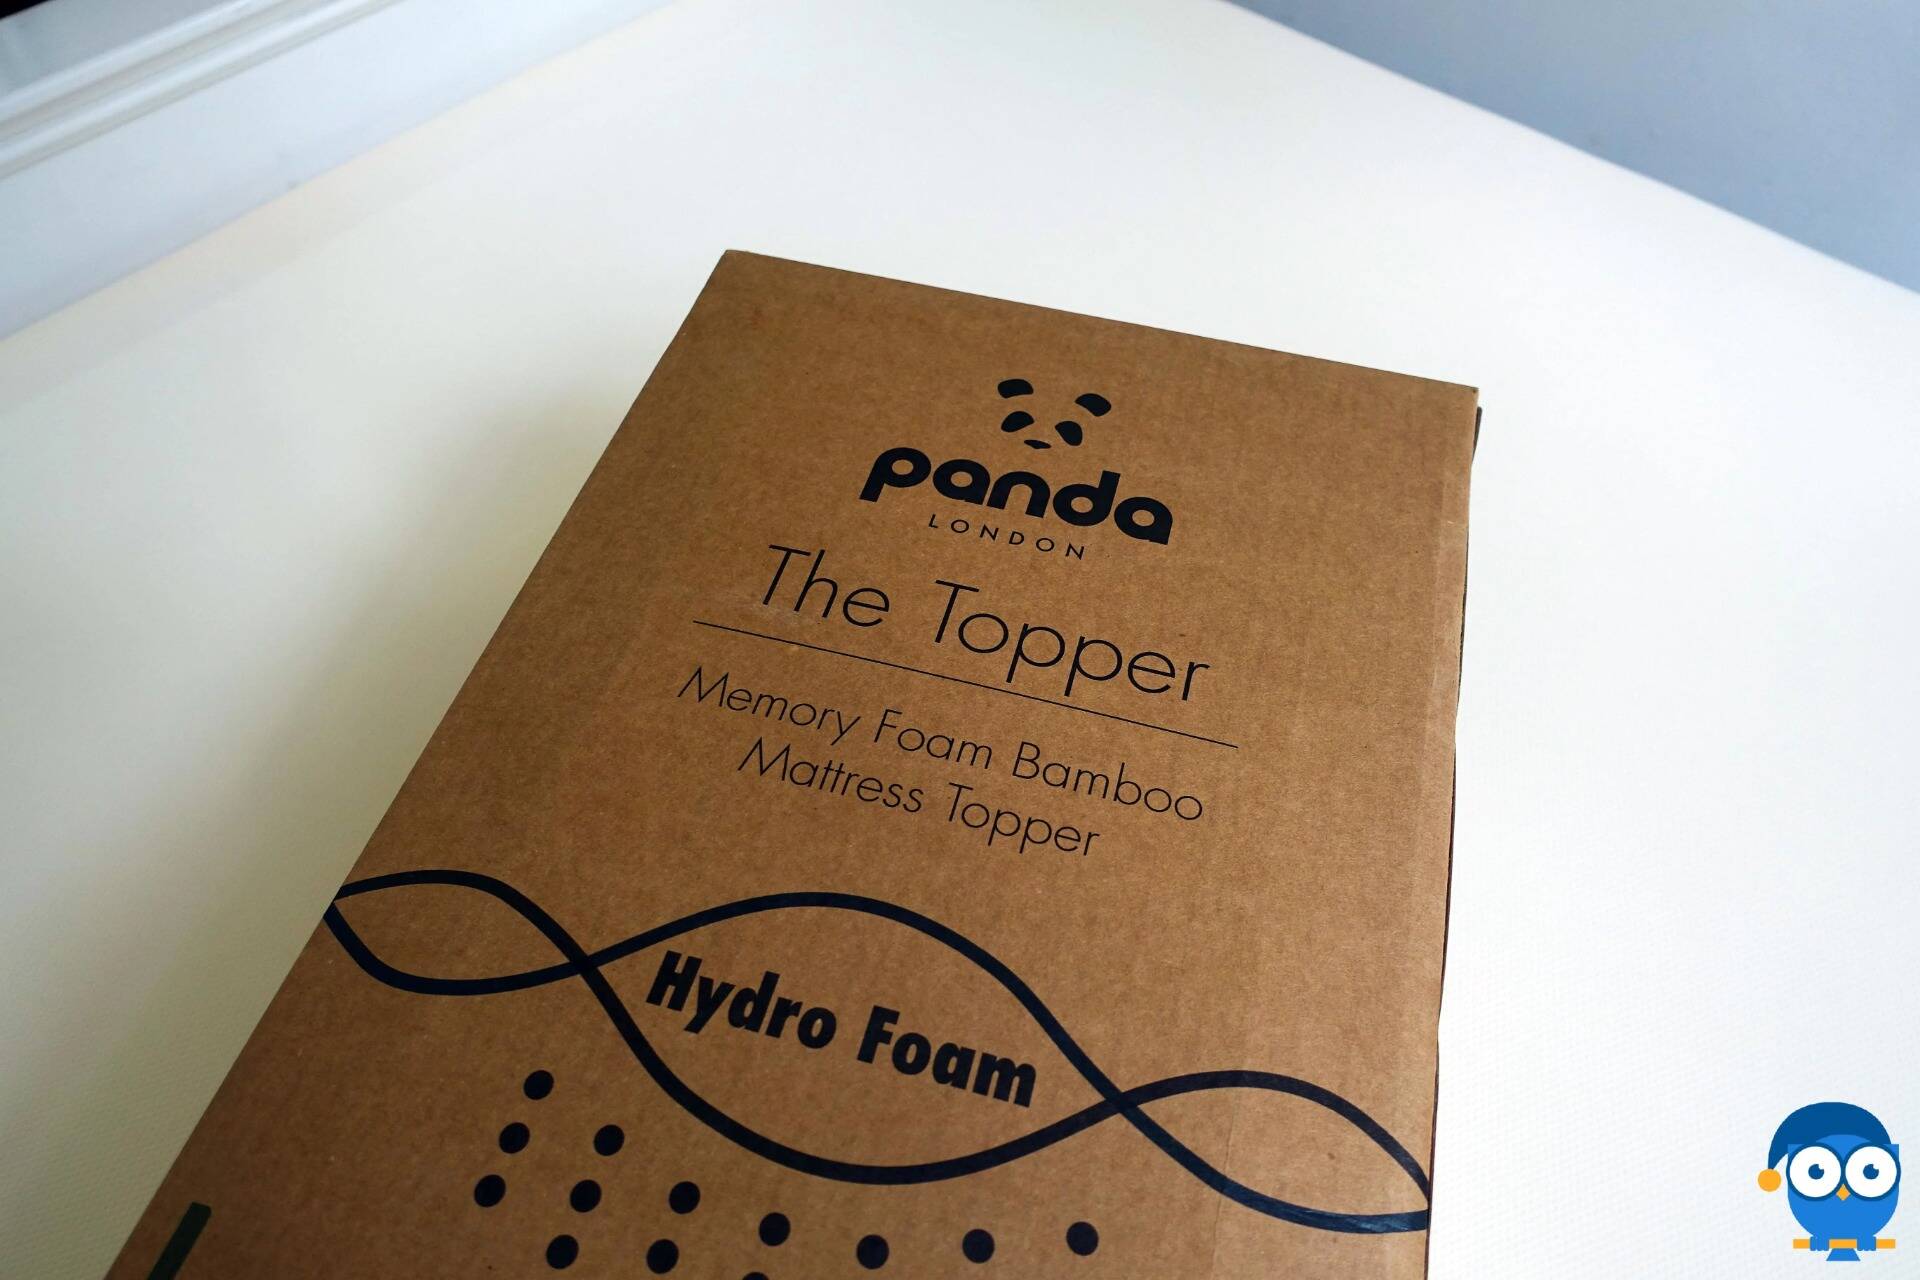 panda
LONDON
The Topper
Memory Foam Bamboo
Mattress Topper
Hydro Foam